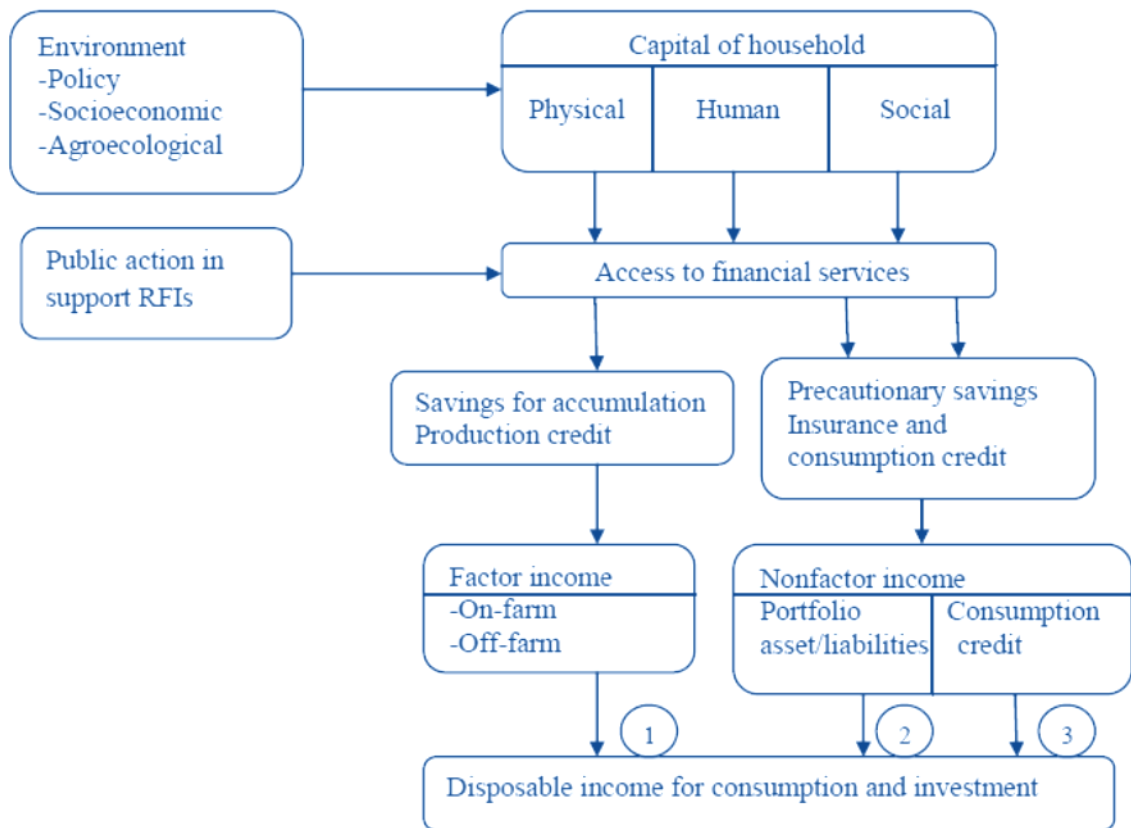 Environment
-Policy
-Socioeconomic
-Agroecological
Capital of household
Physical
Human
Social
Public action in
support RFIs
Access to financial services
Savings for accumulation
Production credit
Precautionary savings
Insurance and
consumption credit
Factor income
-On-farm
-Off-farm
Nonfactor income
Portfolio
asset/liabilities
Consumption
credit
1
2
3
Disposable income for consumption and investment